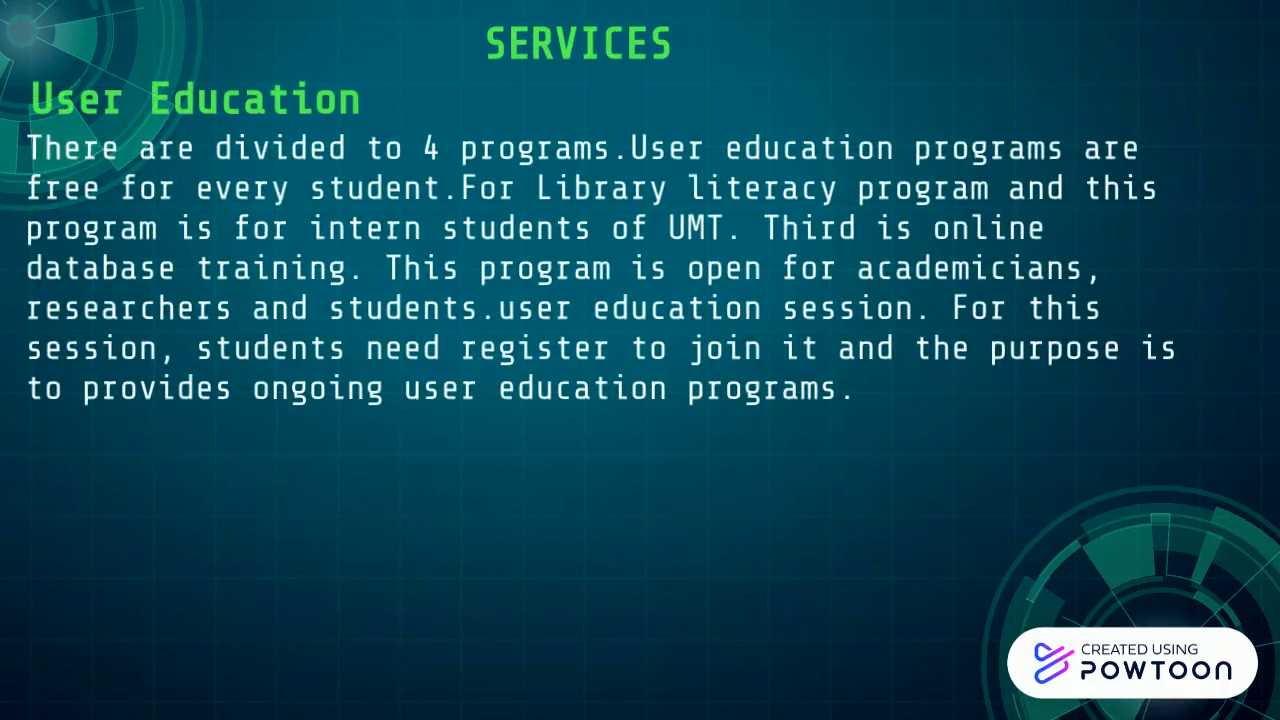 SERVICES
User Education
There are divided to 4 programs.User education programs are
free for every student.For Library literacy program and this
program is for intern students of UMT. Third is online
database training. This program is open for academicians,
researchers and students.user education session. For this
session, students need register to join it and the purpose is
to provides ongoing user education programs.
CREATED USING
POWTOON